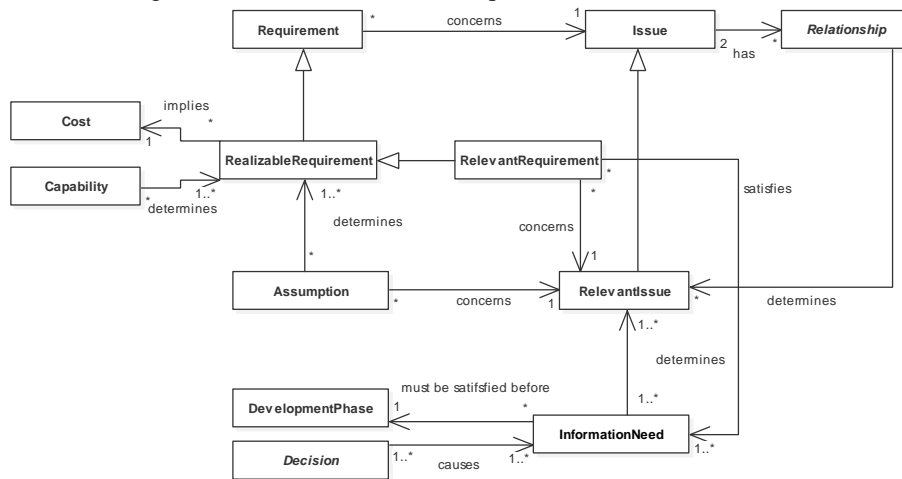 concerns
*
1
Requirement
Issue
Relationship
2
*
has
implies
*
Cost
1
RealizableRequirement
RelevantRequirement
*
Capability
*
1..*
1..*
*
satisfies
determines
determines
concerns
*
1
Assumption
RelevantIssue
*
concerns
1
*
determines
1..*
determines
must be satifsfied before
1..*
DevelopmentPhase
1
*
InformationNeed
Decision
1..*
causes
1..*
1..*